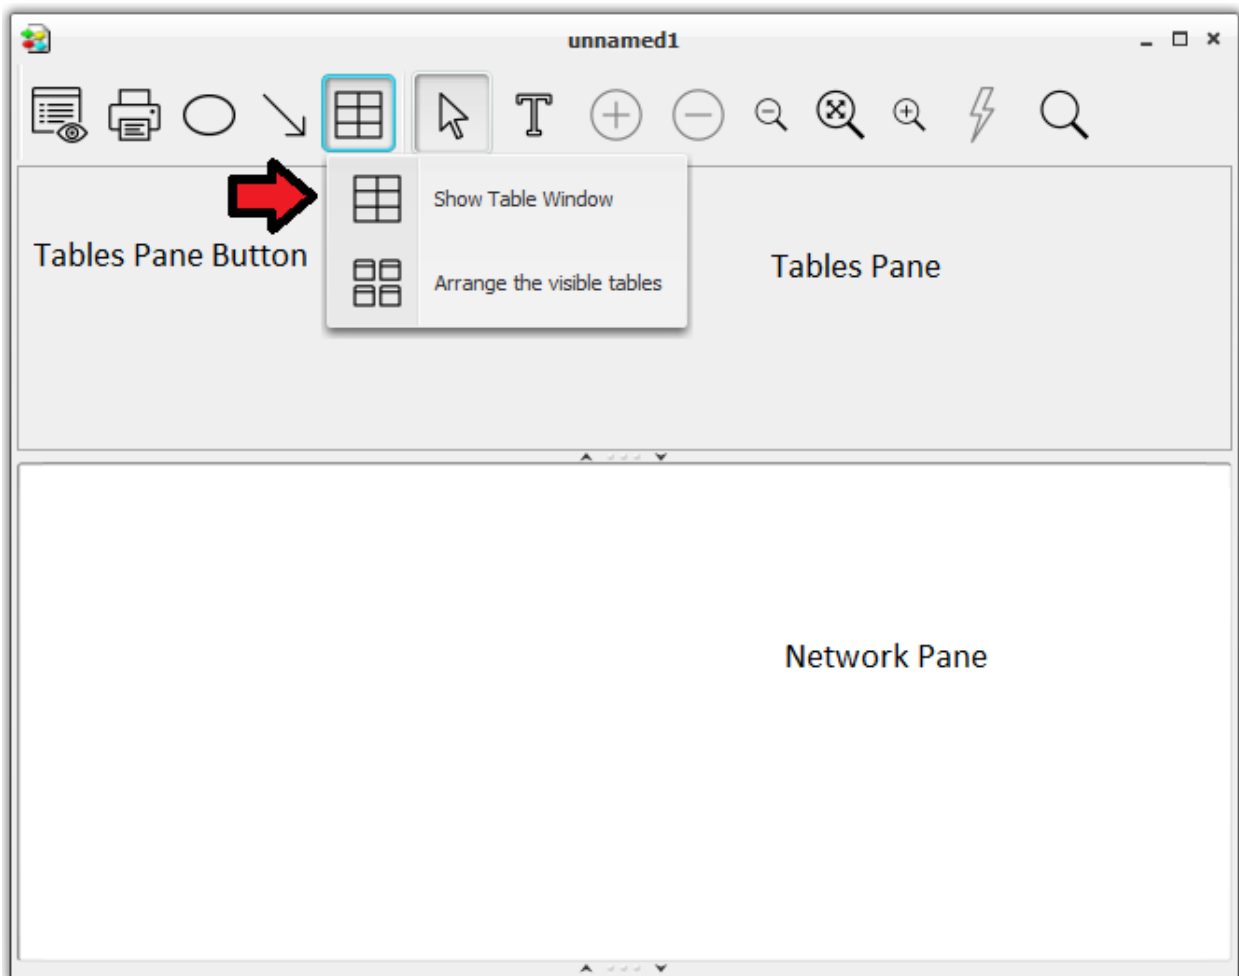 unnamed1
T
Show Table Window
Tables Pane Button
Tables Pane
Arrange the visible tables
Network Pane